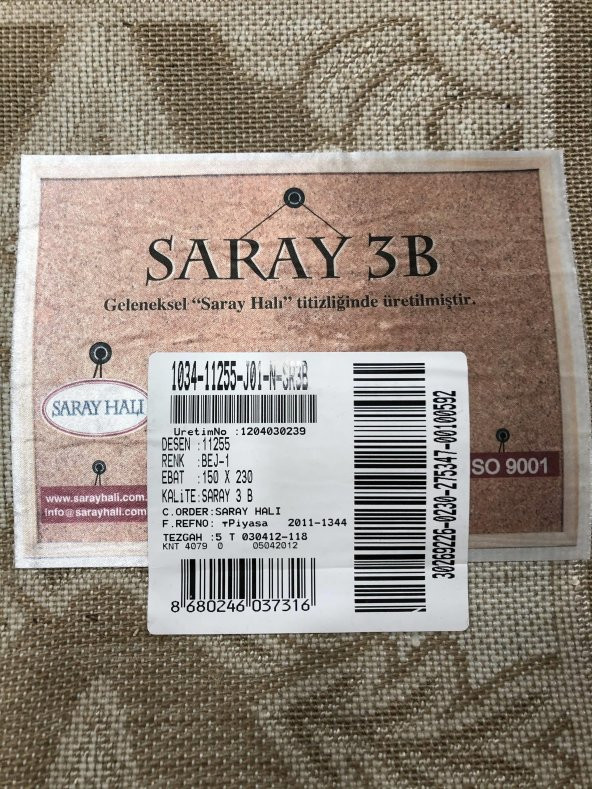 SARAY 3B
Geleneksel “Saray Halı” titizliğinde üretilmiştir.
SARAY HALI
www.sarayhali.com.
info@sarayhali.com
ISO 9001
1034-11255-J01-N-SR3B
UretimNo :1204030239
DESEN :11255
RENK :BEJ-1
EBAT :150 X 230
KALiTE:SARAY 3 B
C.ORDER:SARAY HALI
F.REFNO: TPiyasa 2011-1344
TEZGAH :5 T 030412-118
KNT 4079 0 05042012
8 680246 037316
30269226-0230-275347-00100592